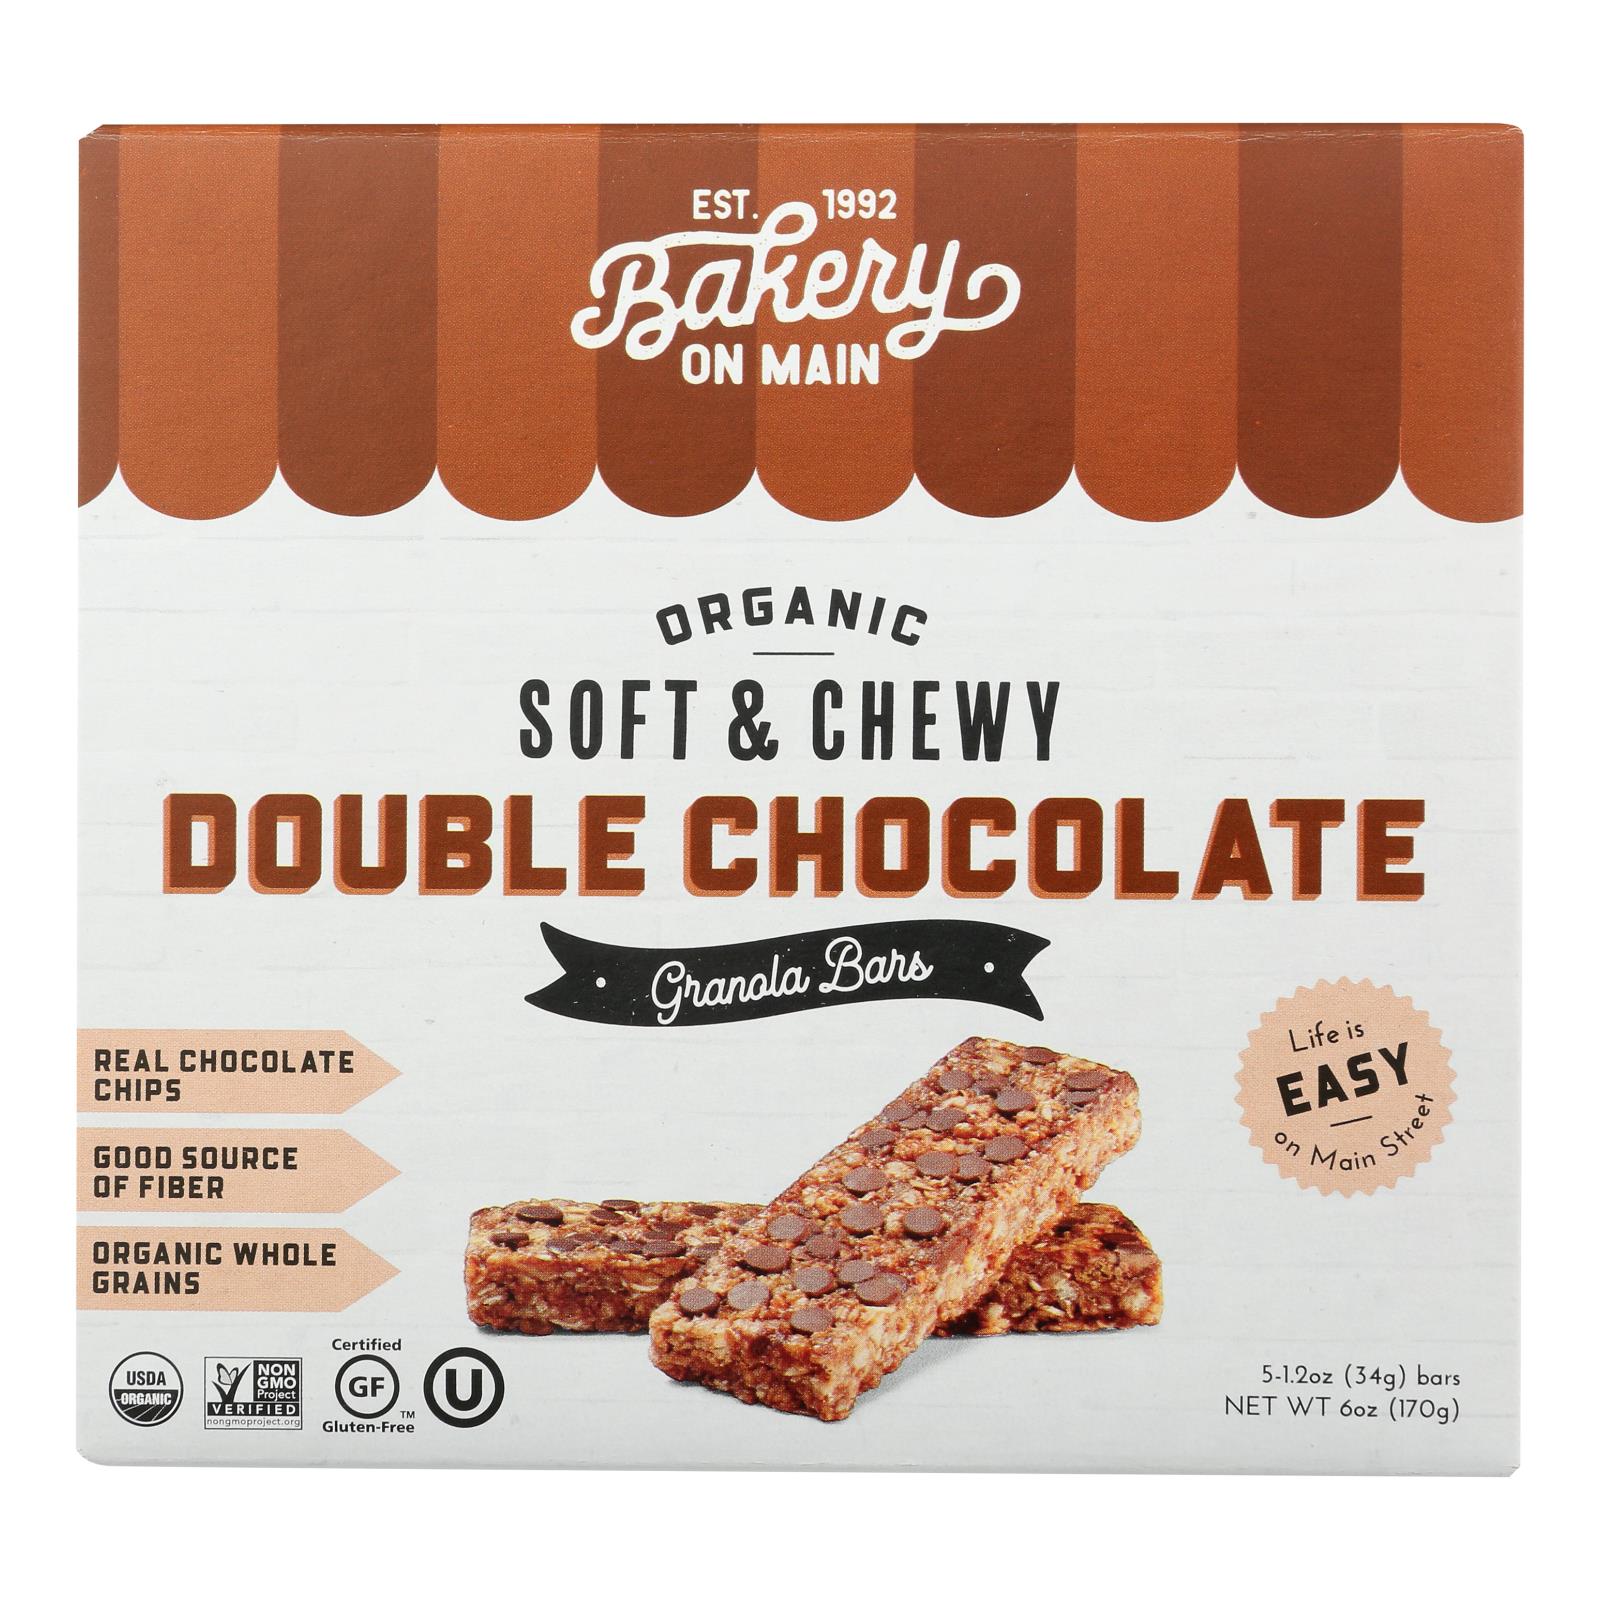 EST. 1992
Bakery
ON MAIN
ORGANIC
SOFT & CHEWY
DOUBLE CHOCOLATE
Granola Bars
REAL CHOCOLATE
CHIPS
GOOD SOURCE
OF FIBER
ORGANIC WHOLE
GRAINS
Life is
EASY
on Main Street
USDA
ORGANIC
NON
GMO
Project
VERIFIED
nongmoproject.org
Certified
GF
TM
Gluten-Free
U
5-1.2oz (34g) bars
NET WT 6oz (170g)